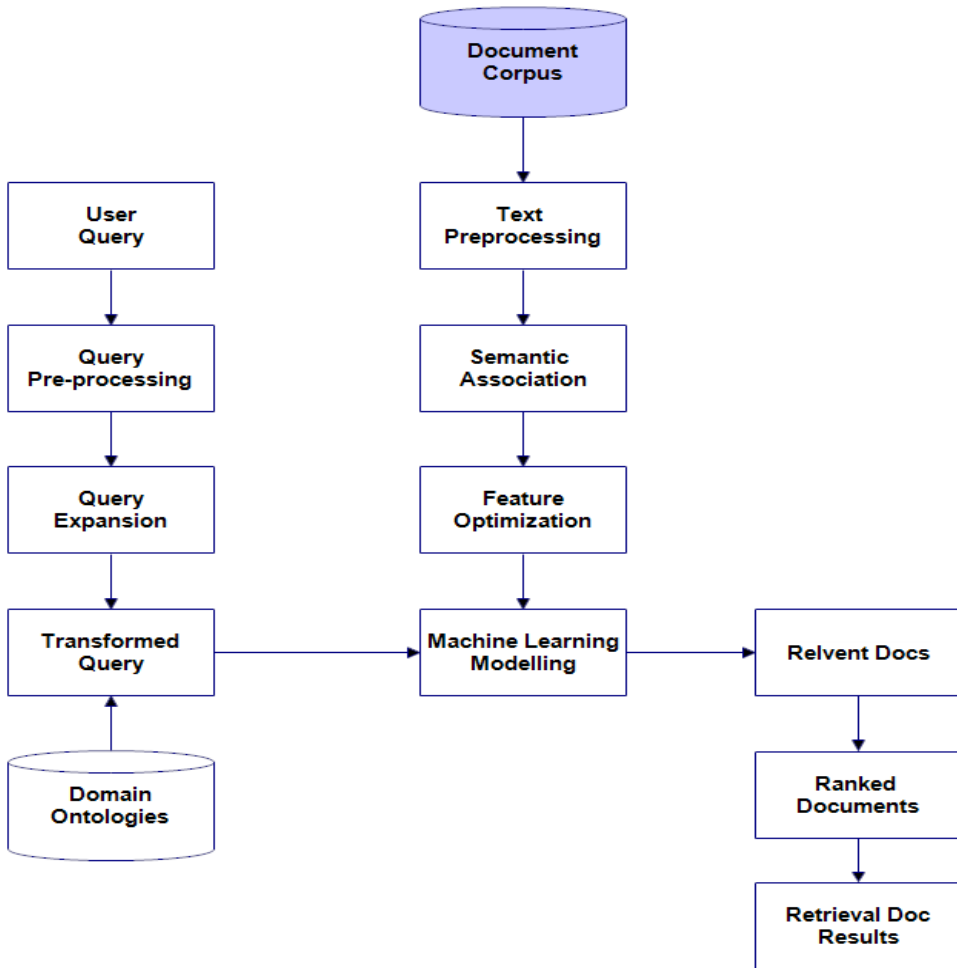 Document
Corpus
User
Query
Text
Preprocessing
Query
Pre-processing
Semantic
Association
Query
Expansion
Feature
Optimization
Transformed
Query
Machine Learning
Modelling
Relvent Docs
Domain
Ontologies
Ranked
Documents
Retrieval Doc
Results